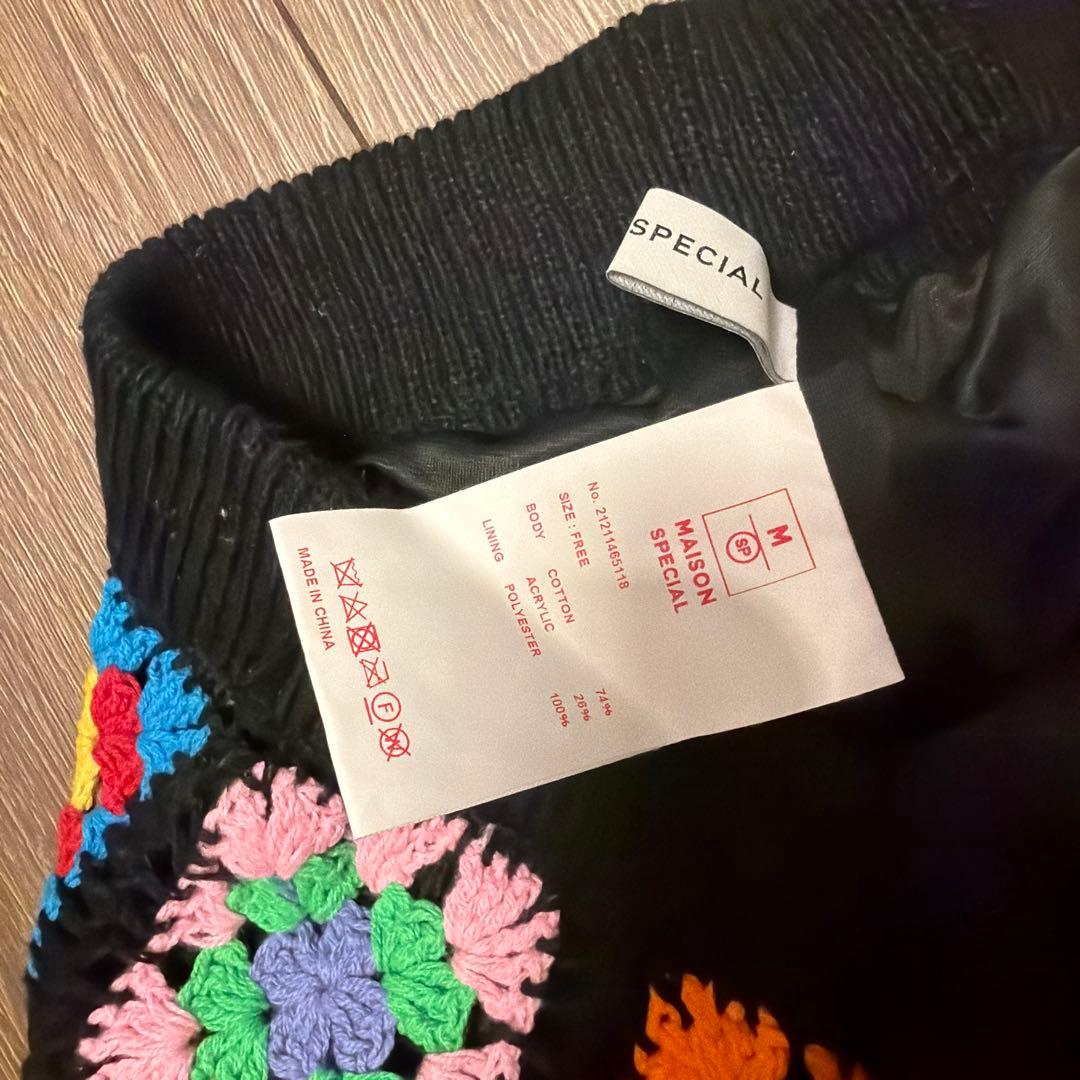 SPECIAL
M
SP
MAISON
SPECIAL
No. 21211465118
SIZE : FREE
BODY COTTON 74%
ACRYLIC 26%
LINING POLYESTER 100%
F
W
MADE IN CHINA